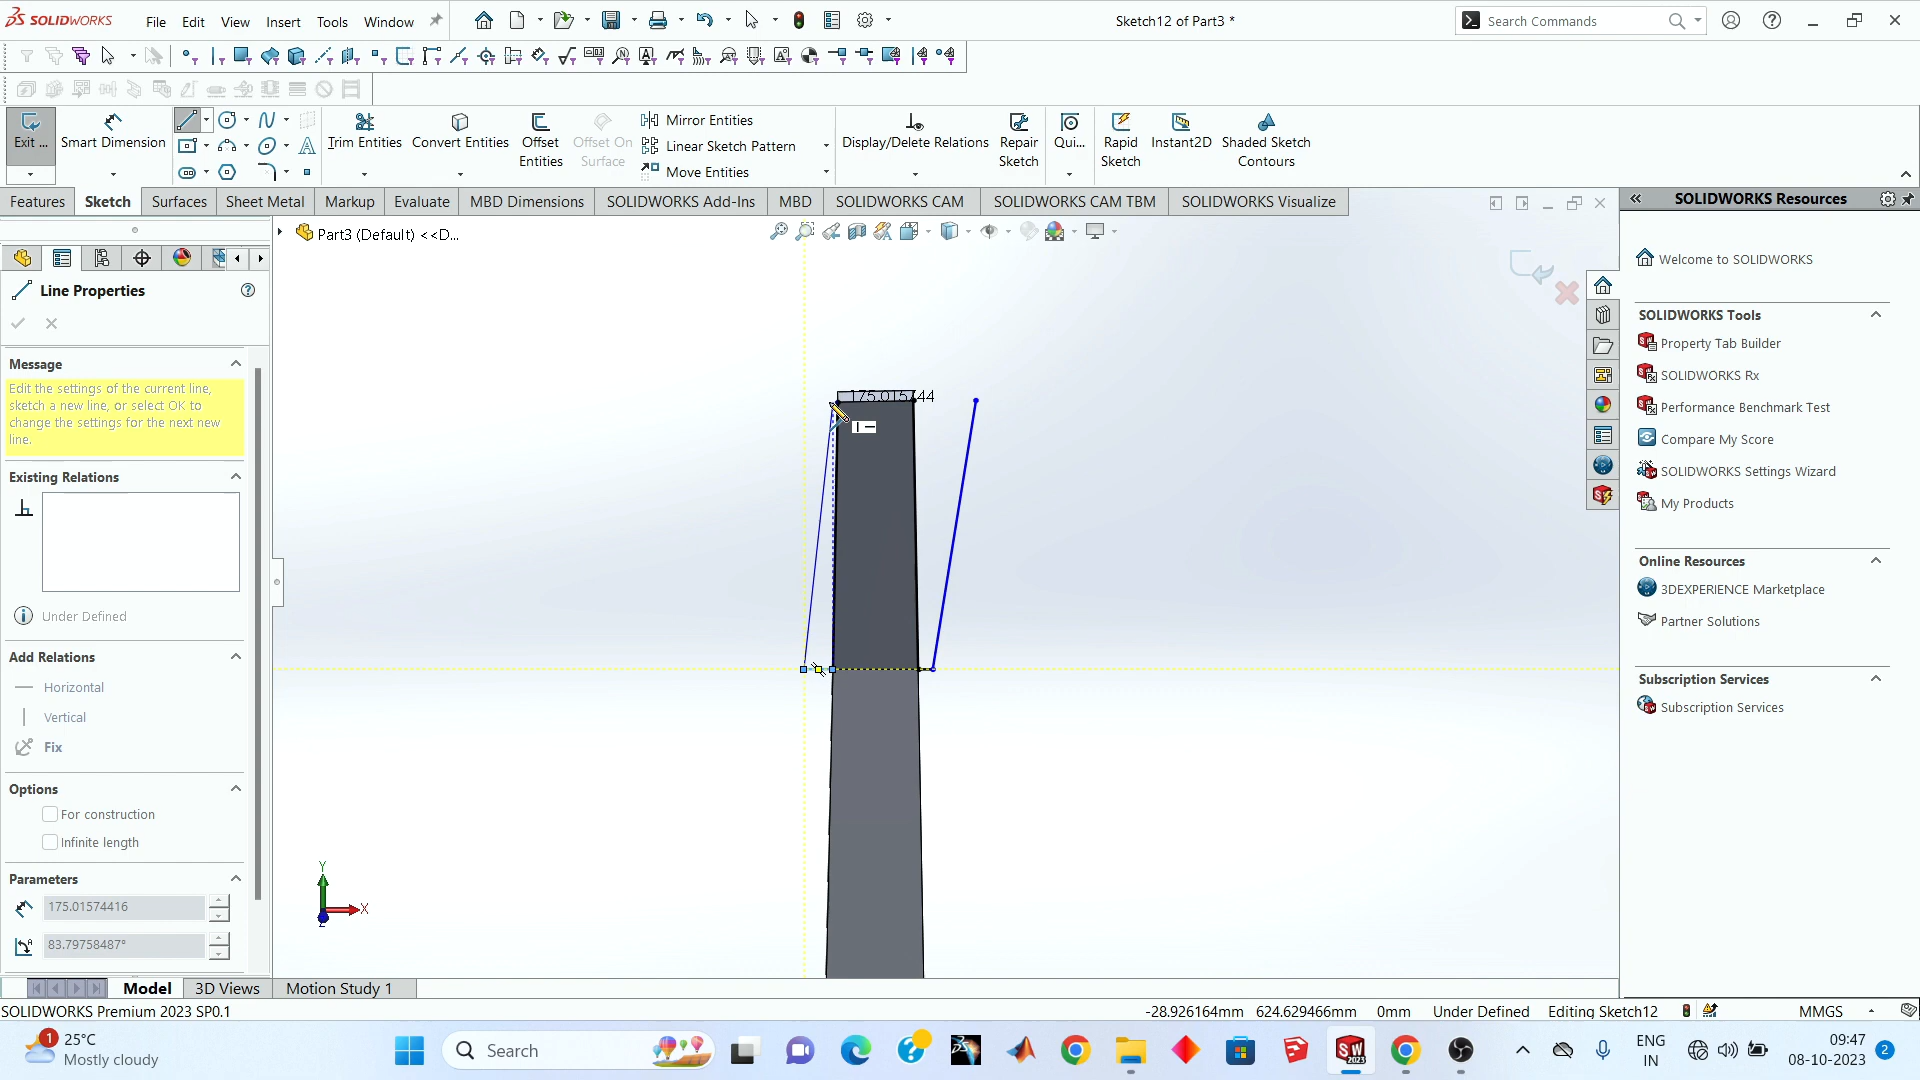 SOLIDWORKS
File Edit View Insert Tools Window
Sketch12 of Part3 *
Search Commands
Exit ...
Smart Dimension
Trim Entities
Convert Entities
Offset Entities
Offset On Surface
Mirror Entities
Linear Sketch Pattern
Move Entities
Display/Delete Relations
Repair Sketch
Qui...
Rapid Sketch
Instant2D
Shaded Sketch Contours
Features Sketch Surfaces Sheet Metal Markup Evaluate MBD Dimensions SOLIDWORKS Add-Ins MBD SOLIDWORKS CAM SOLIDWORKS CAM TBM SOLIDWORKS Visualize
SOLIDWORKS Resources
Part3 (Default) <<D...
Line Properties
Message
Edit the settings of the current line,
sketch a new line, or select OK to
change the settings for the next new
line.
Existing Relations
Under Defined
Add Relations
Horizontal
Vertical
Fix
Options
For construction
Infinite length
Parameters
175.01574416
83.79758487°
Y
X
Z
Welcome to SOLIDWORKS
SOLIDWORKS Tools
Property Tab Builder
SOLIDWORKS Rx
Performance Benchmark Test
Compare My Score
SOLIDWORKS Settings Wizard
My Products
Online Resources
3DEXPERIENCE Marketplace
Partner Solutions
Subscription Services
Subscription Services
Model 3D Views Motion Study 1
SOLIDWORKS Premium 2023 SP0.1
-28.926164mm 624.629466mm 0mm Under Defined Editing Sketch12 MMGS
1
25°C
Mostly cloudy
Search
SW
2023
ENG
IN
09:47
08-10-2023
2